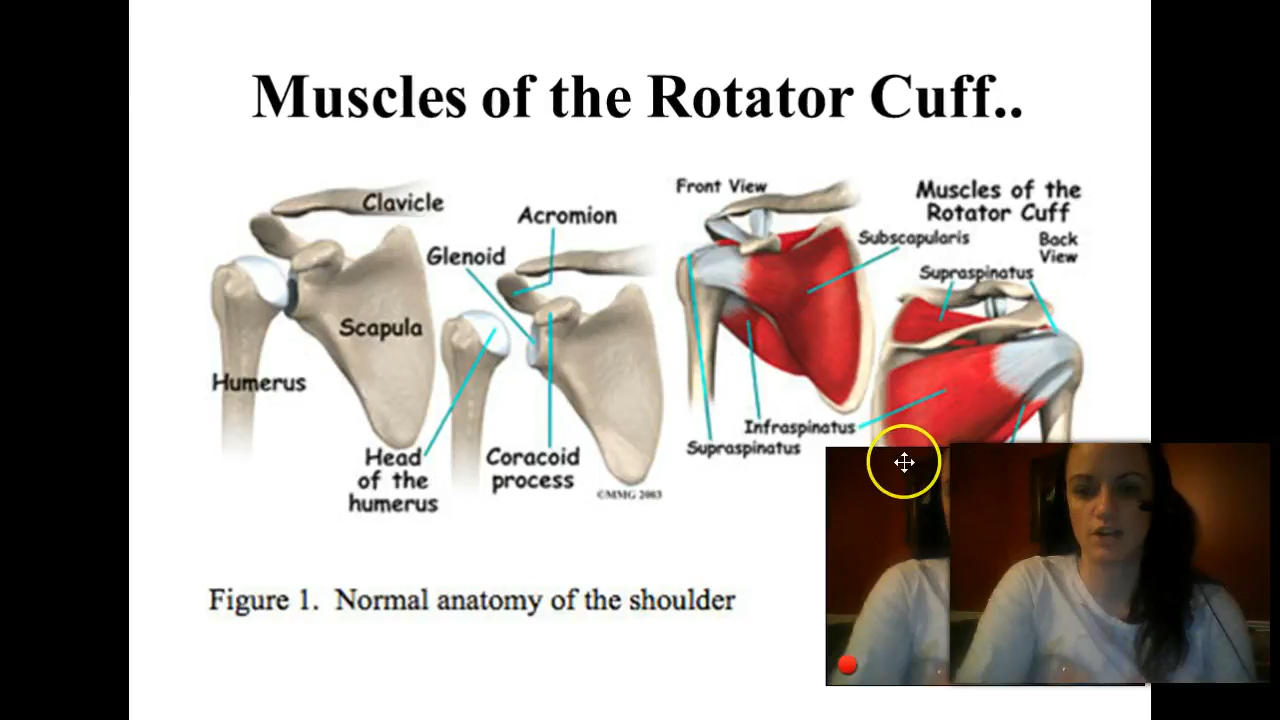 Muscles of the Rotator Cuff..
Clavicle
Acromion
Glenoid
Scapula
Humerus
Head
of the
humerus
Coracoid
process
©MMG 2003
Front View
Muscles of the
Rotator Cuff
Subscapularis
Back
View
Supraspinatus
Infraspinatus
Supraspinatus
Figure 1. Normal anatomy of the shoulder